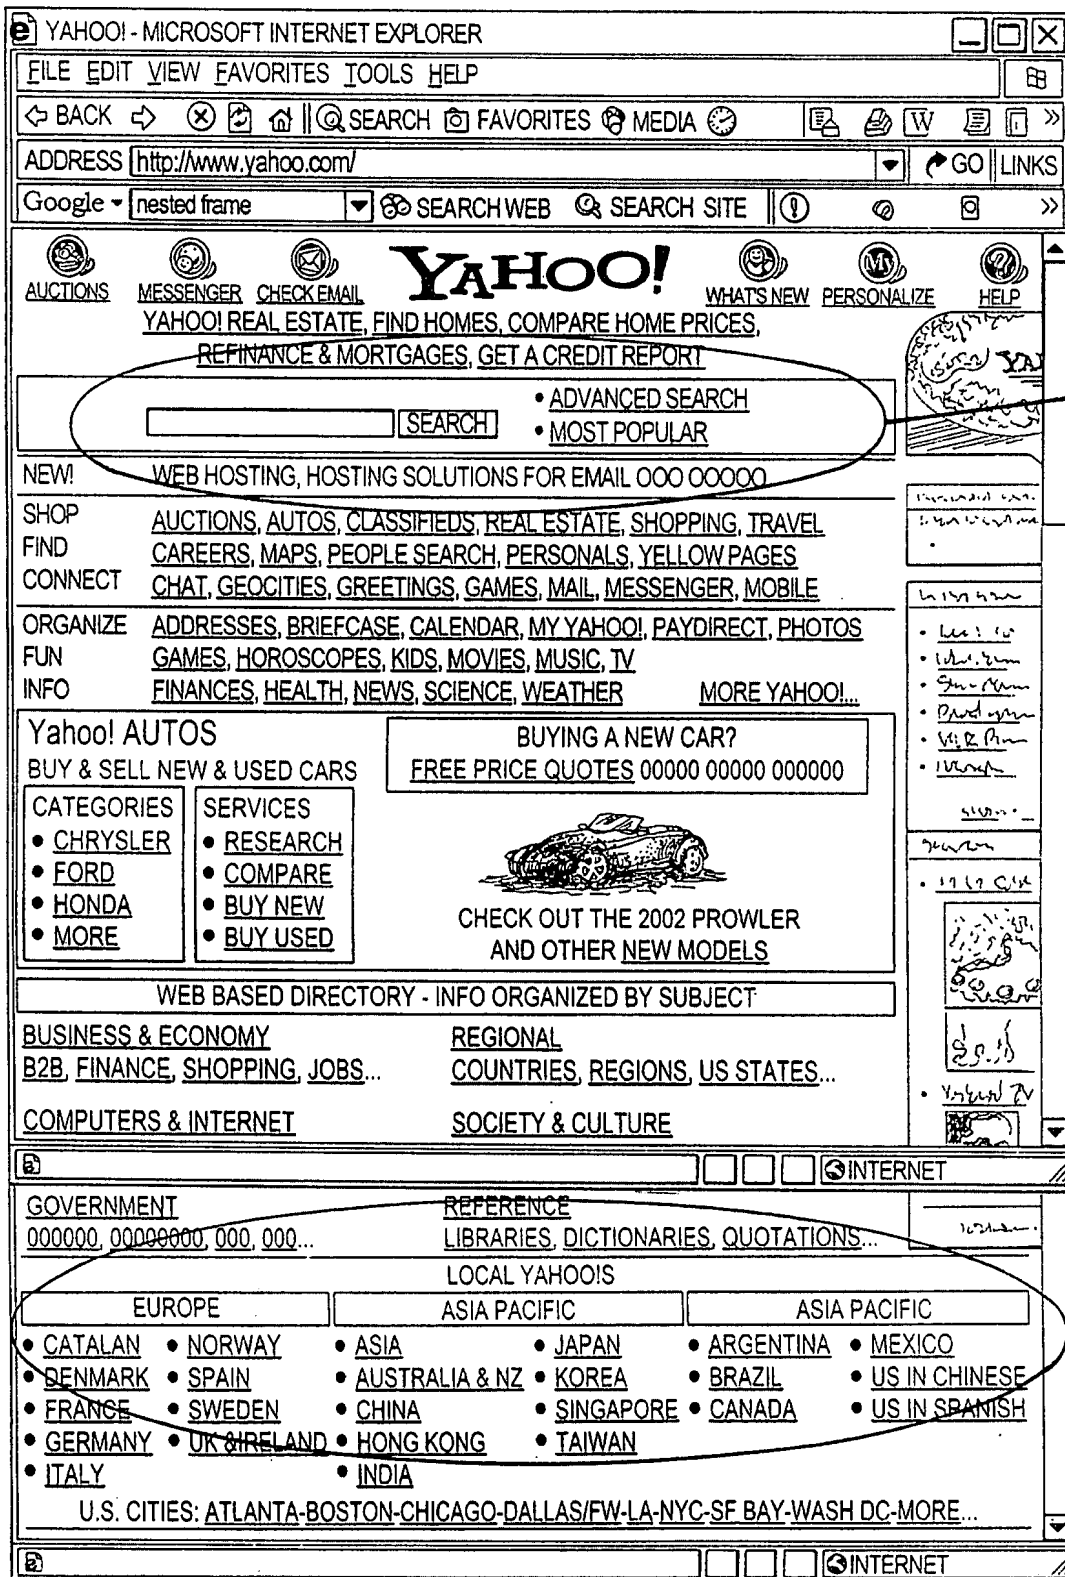 YAHOO! - MICROSOFT INTERNET EXPLORER
FILE EDIT VIEW FAVORITES TOOLS HELP
BACK SEARCH FAVORITES MEDIA W »
ADDRESS http://www.yahoo.com/ GO LINKS
Google nested frame SEARCH WEB SEARCH SITE »
YAHOO!
AUCTIONS MESSENGER CHECK EMAIL WHAT'S NEW PERSONALIZE HELP
My
YAHOO! REAL ESTATE, FIND HOMES, COMPARE HOME PRICES,
REFINANCE & MORTGAGES, GET A CREDIT REPORT
YA
• ADVANCED SEARCH
SEARCH
• MOST POPULAR
NEW! WEB HOSTING, HOSTING SOLUTIONS FOR EMAIL OOO OOOOO
SHOP AUCTIONS, AUTOS, CLASSIFIEDS, REAL ESTATE, SHOPPING, TRAVEL
FIND CAREERS, MAPS, PEOPLE SEARCH, PERSONALS, YELLOW PAGES
CONNECT CHAT, GEOCITIES, GREETINGS, GAMES, MAIL, MESSENGER, MOBILE
ORGANIZE ADDRESSES, BRIEFCASE, CALENDAR, MY YAHOO!, PAYDIRECT, PHOTOS
FUN GAMES, HOROSCOPES, KIDS, MOVIES, MUSIC, TV
INFO FINANCES, HEALTH, NEWS, SCIENCE, WEATHER MORE YAHOO!...
Yahoo! AUTOS
BUY & SELL NEW & USED CARS
BUYING A NEW CAR?
FREE PRICE QUOTES 00000 00000 000000
CATEGORIES
• CHRYSLER
• FORD
• HONDA
• MORE
SERVICES
• RESEARCH
• COMPARE
• BUY NEW
• BUY USED
CHECK OUT THE 2002 PROWLER
AND OTHER NEW MODELS
WEB BASED DIRECTORY - INFO ORGANIZED BY SUBJECT
BUSINESS & ECONOMY REGIONAL
B2B, FINANCE, SHOPPING, JOBS... COUNTRIES, REGIONS, US STATES...
COMPUTERS & INTERNET SOCIETY & CULTURE
INTERNET
GOVERNMENT REFERENCE
000000, 00000000, 000, 000... LIBRARIES, DICTIONARIES, QUOTATIONS...
LOCAL YAHOO!S
EUROPE ASIA PACIFIC ASIA PACIFIC
• CATALAN • NORWAY • ASIA • JAPAN • ARGENTINA • MEXICO
• DENMARK • SPAIN • AUSTRALIA & NZ • KOREA • BRAZIL • US IN CHINESE
• FRANCE • SWEDEN • CHINA • SINGAPORE • CANADA • US IN SPANISH
• GERMANY • UK &IRELAND • HONG KONG • TAIWAN
• ITALY • INDIA
U.S. CITIES: ATLANTA-BOSTON-CHICAGO-DALLAS/FW-LA-NYC-SF BAY-WASH DC-MORE...
INTERNET